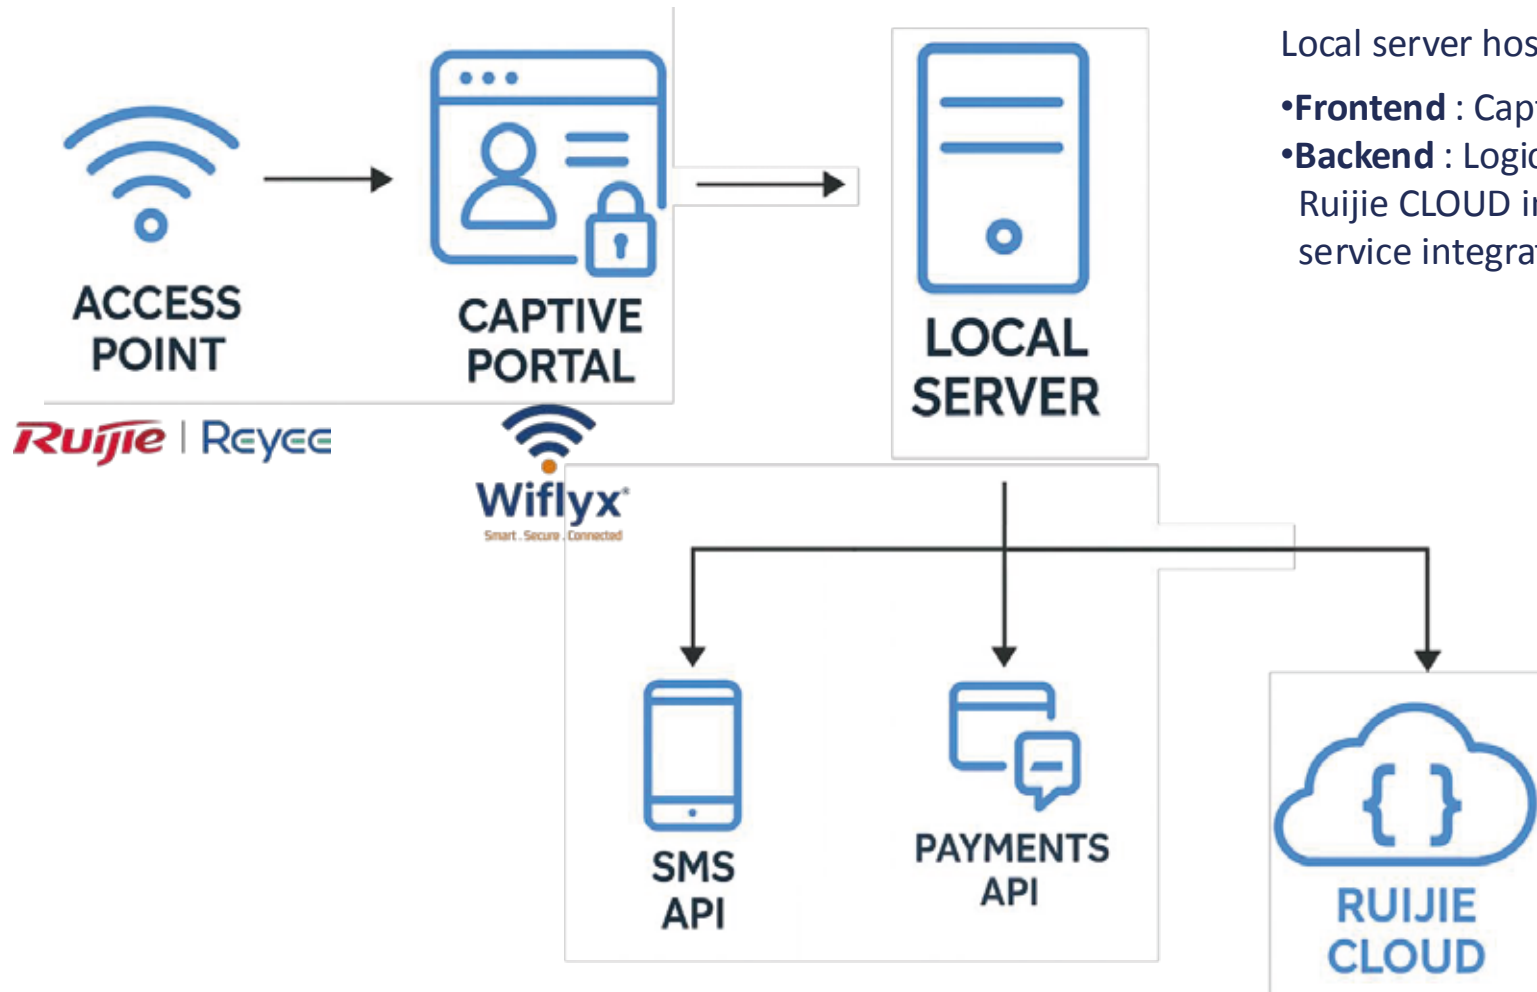 Local server hos
•Frontend : Capt
•Backend : Logic
Ruijie CLOUD in
service integrat
ACCESS
POINT
CAPTIVE
PORTAL
LOCAL
SERVER
Ruijie | Reyee
Wiflyx®
Smart . Secure . Connected
SMS
API
PAYMENTS
API
{ }
RUIJIE
CLOUD